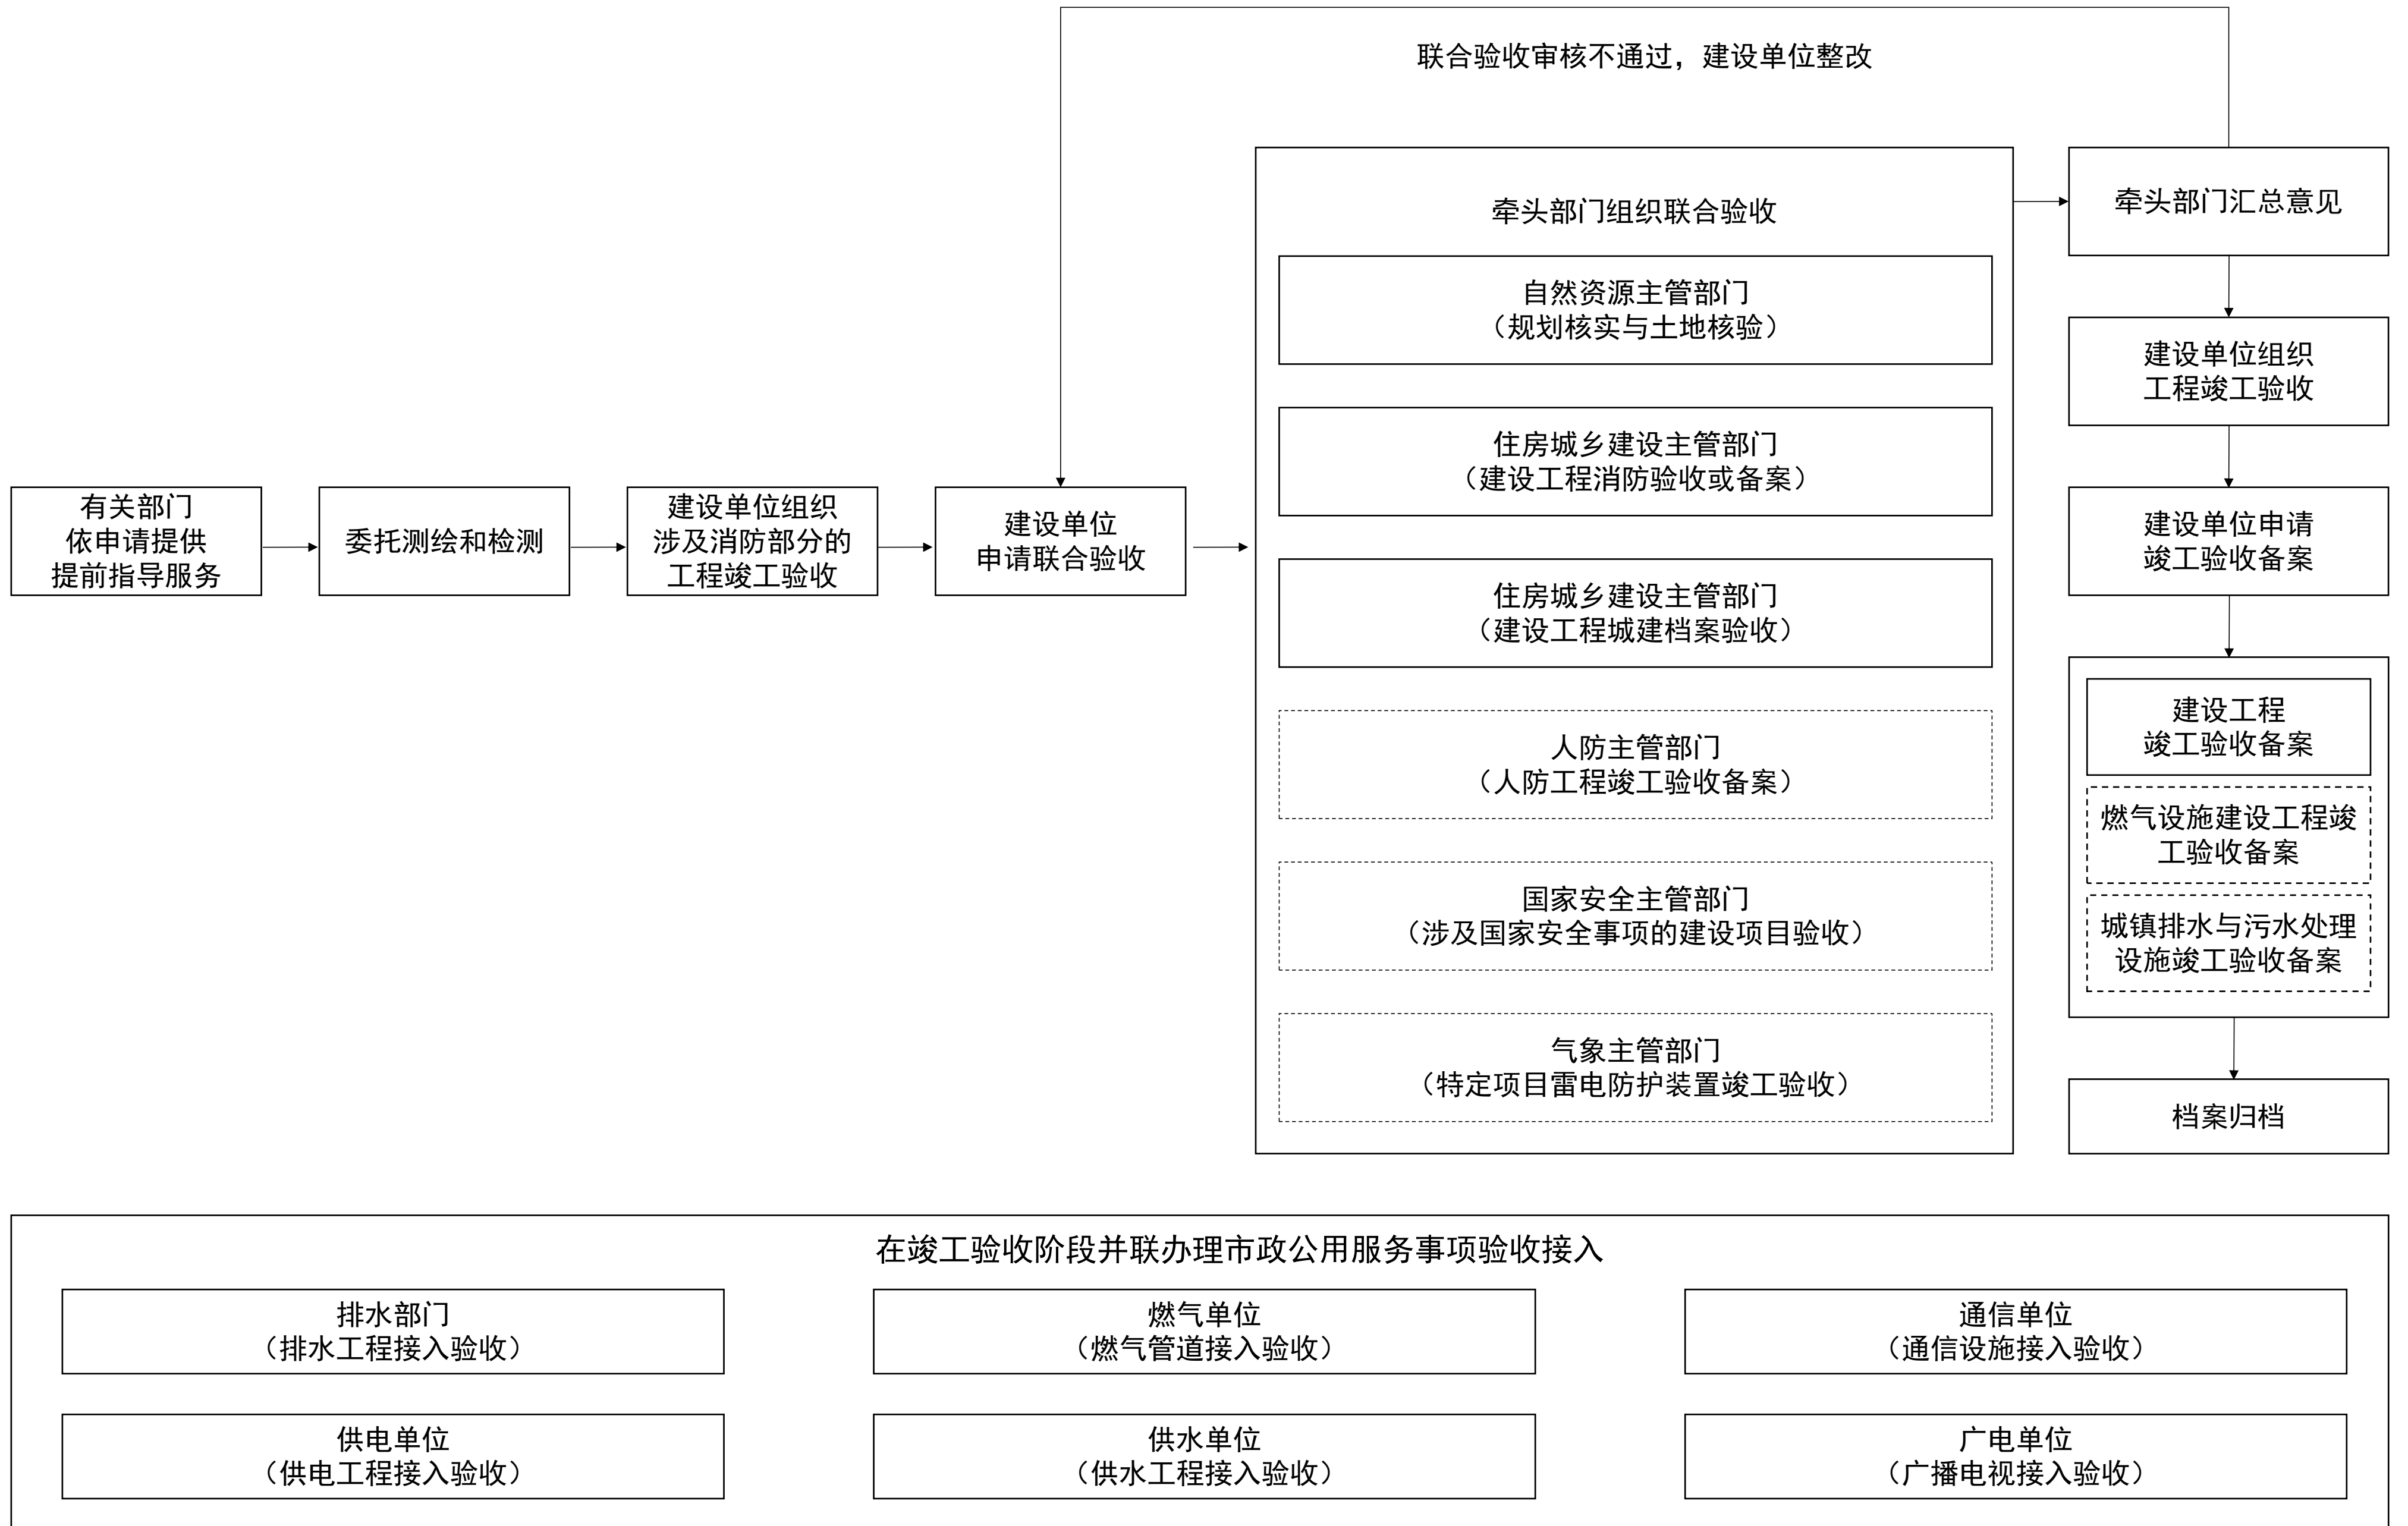 联合验收审核不通过，建设单位整改
有关部门
依申请提供
提前指导服务
委托测绘和检测
建设单位组织
涉及消防部分的
工程竣工验收
建设单位
申请联合验收
牵头部门组织联合验收
自然资源主管部门
（规划核实与土地核验）
住房城乡建设主管部门
（建设工程消防验收或备案）
住房城乡建设主管部门
（建设工程城建档案验收）
人防主管部门
（人防工程竣工验收备案）
国家安全主管部门
（涉及国家安全事项的建设项目验收）
气象主管部门
（特定项目雷电防护装置竣工验收）
牵头部门汇总意见
建设单位组织
工程竣工验收
建设单位申请
竣工验收备案
建设工程
竣工验收备案
燃气设施建设工程竣
工验收备案
城镇排水与污水处理
设施竣工验收备案
档案归档
在竣工验收阶段并联办理市政公用服务事项验收接入
排水部门
（排水工程接入验收）
燃气单位
（燃气管道接入验收）
通信单位
（通信设施接入验收）
供电单位
（供电工程接入验收）
供水单位
（供水工程接入验收）
广电单位
（广播电视接入验收）